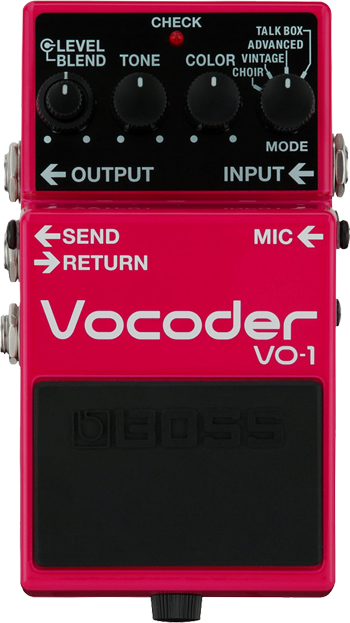 CHECK
LEVEL
BLEND
TONE
COLOR
TALK BOX
ADVANCED
VINTAGE
CHOIR
MODE
OUTPUT
INPUT
SEND
MIC
RETURN
Vocoder
VO-1
BOSS